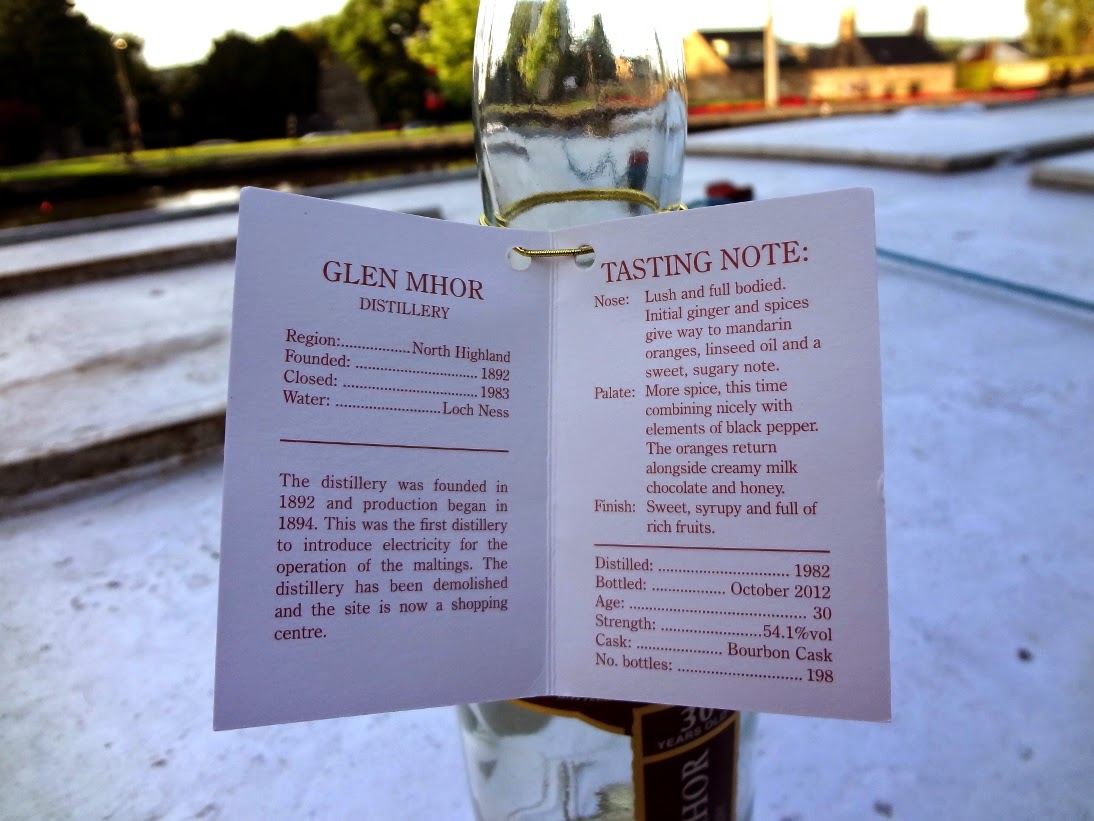 GLEN MHOR
DISTILLERY
Region:................North Highland
Founded: ............................ 1892
Closed: ............................... 1983
Water: ........................Loch Ness
The distillery was founded in
1892 and production began in
1894. This was the first distillery
to introduce electricity for the
operation of the maltings. The
distillery has been demolished
and the site is now a shopping
centre.
TASTING NOTE:
Nose: Lush and full bodied.
Initial ginger and spices
give way to mandarin
oranges, linseed oil and a
sweet, sugary note.
Palate: More spice, this time
combining nicely with
elements of black pepper.
The oranges return
alongside creamy milk
chocolate and honey.
Finish: Sweet, syrupy and full of
rich fruits.
Distilled: .............................. 1982
Bottled: ................. October 2012
Age: ........................................ 30
Strength: .......................54.1%vol
Cask: .................... Bourbon Cask
No. bottles: ............................ 198
30
YEARS OLD
HOR